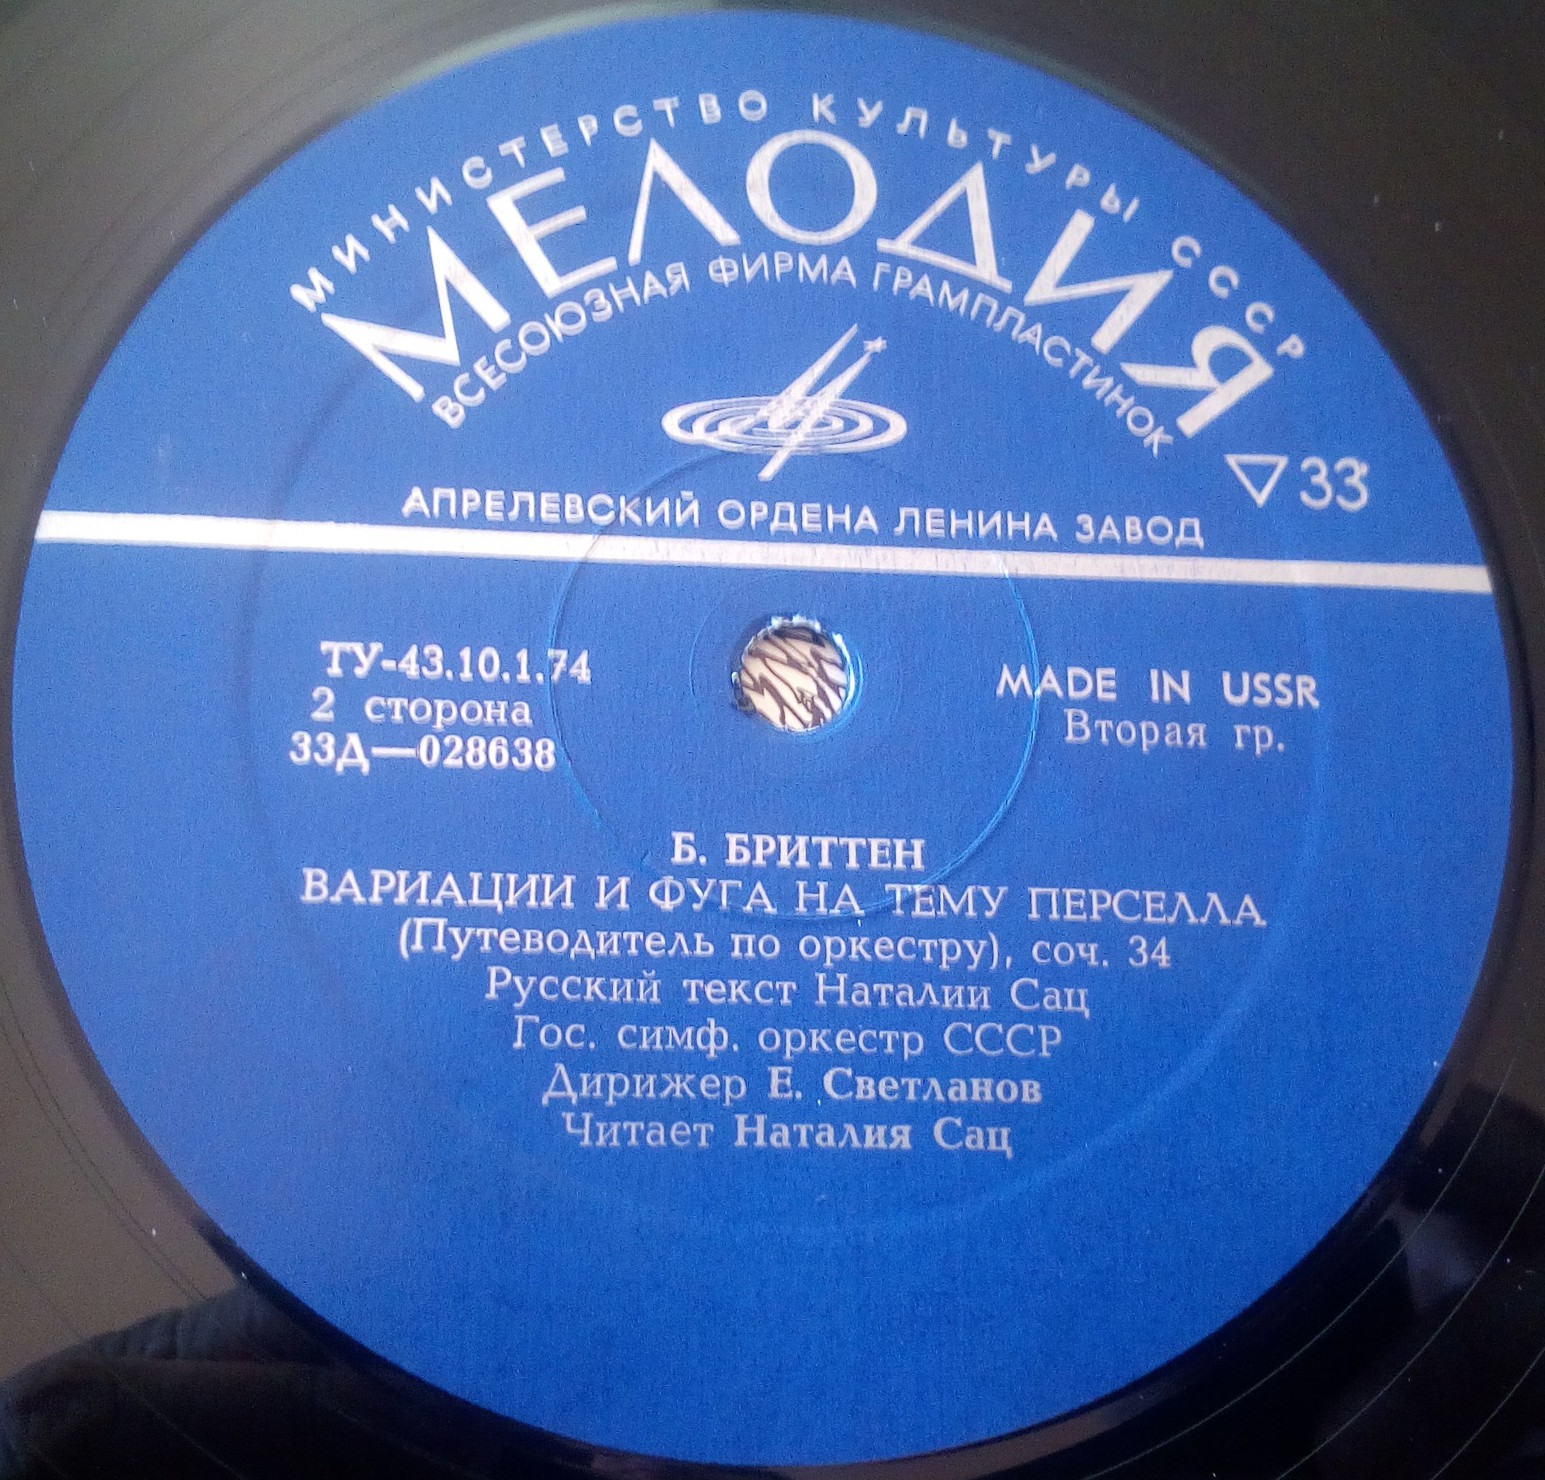 МИНИСТЕРСТВО КУЛЬТУРЫ СССР
МЕЛОДИЯ
ВСЕСОЮЗНАЯ ФИРМА ГРАМПЛАСТИНОК
▽33
АПРЕЛЕВСКИЙ ОРДЕНА ЛЕНИНА ЗАВОД
ТУ-43.10.1.74
2 сторона
33Д—028638
MADE IN USSR
Вторая гр.
Б. БРИТТЕН
ВАРИАЦИИ И ФУГА НА ТЕМУ ПЕРСЕЛЛА
(Путеводитель по оркестру), соч. 34
Русский текст Наталии Сац
Гос. симф. оркестр СССР
Дирижер Е. Светланов
Читает Наталия Сац